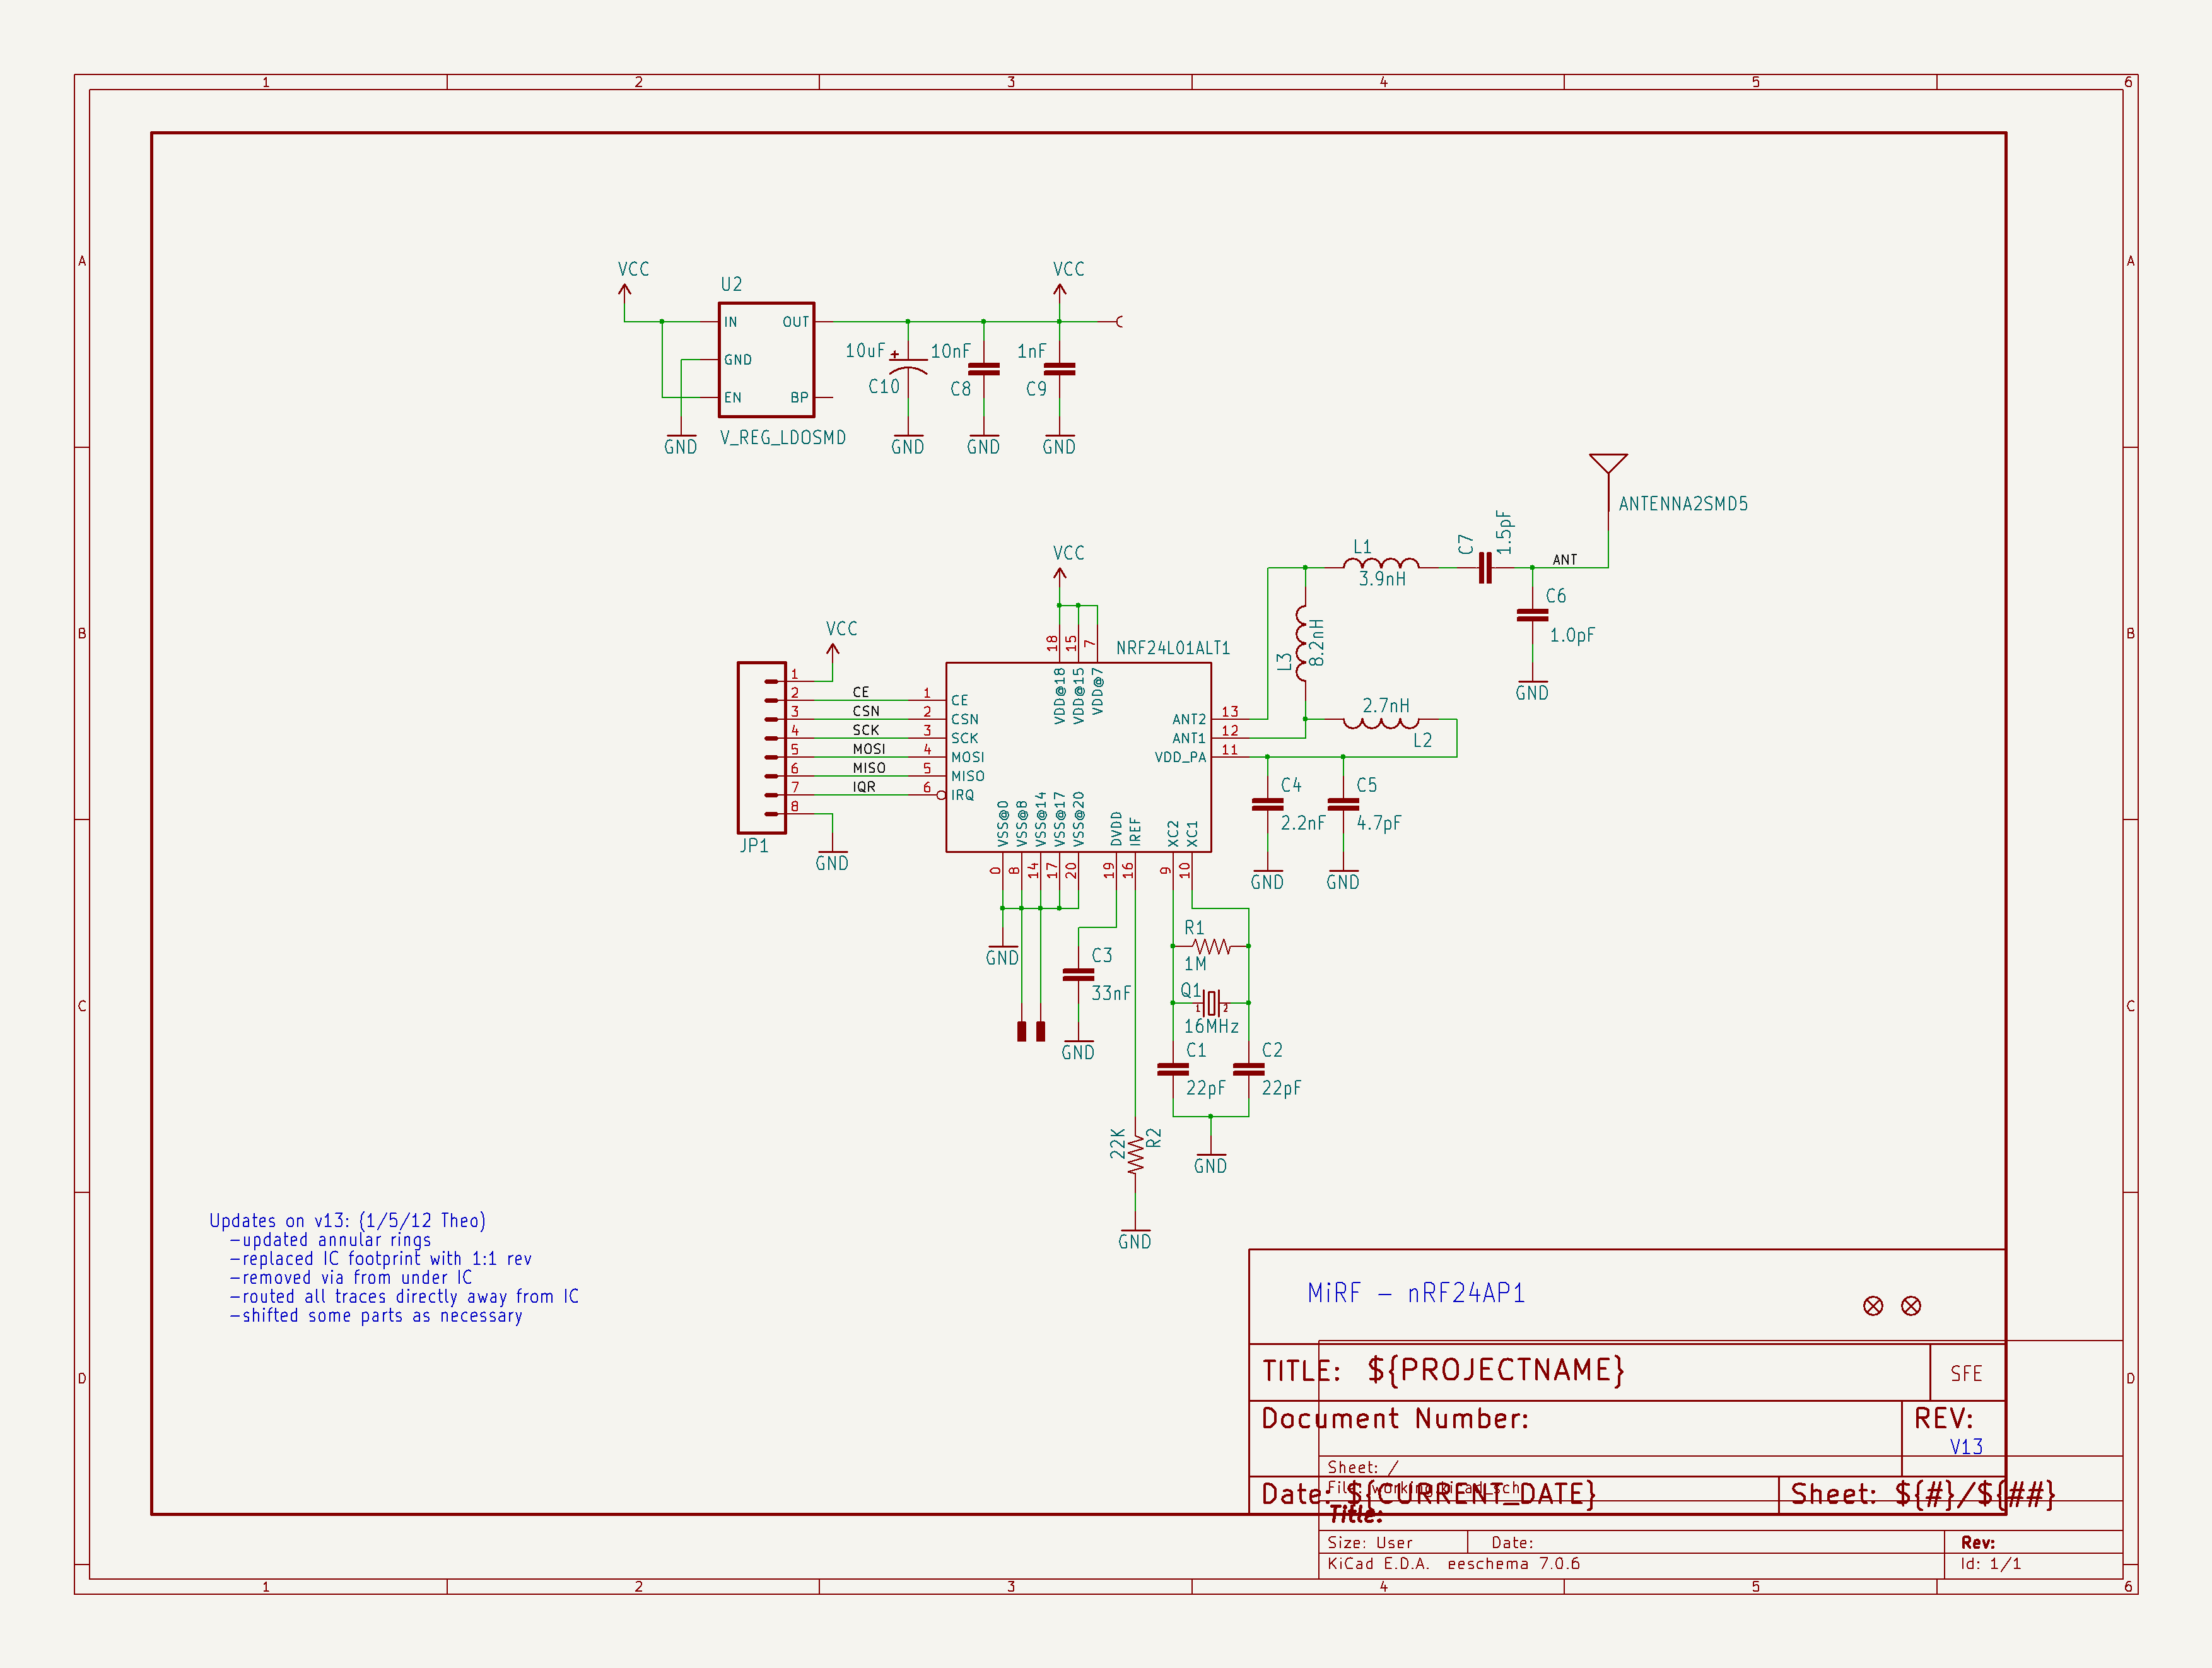 1 2 3 4 5 6
A A
VCC VCC
U2
IN OUT
GND
EN BP
10uF 10nF 1nF
C10 C8 C9
V_REG_LDOSMD
GND GND GND GND
ANTENNA2SMD5
L1 C7 1.5pF ANT
3.9nH
C6
1.0pF
GND
VCC
B B
VCC
18 15 7
NRF24L01ALT1
VDD@18 VDD@15 VDD@7
L3 8.2nH
2.7nH
L2
1
2 CE 1 CE
3 CSN 2 CSN
4 SCK 3 SCK
5 MOSI 4 MOSI
6 MISO 5 MISO
7 IQR 6 IRQ
8
ANT2 13
ANT1 12
VDD_PA 11
JP1
GND
VSS@0 VSS@8 VSS@14 VSS@17 VSS@20 DVDD IREF XC2 XC1
0 8 14 17 20 19 16 9 10
C4 C5
2.2nF 4.7pF
GND GND
GND
C3
33nF
GND
R1
1M
Q1
1 2
16MHz
C1 C2
22pF 22pF
GND
22K R2
GND
C C
Updates on v13: (1/5/12 Theo)
-updated annular rings
-replaced IC footprint with 1:1 rev
-removed via from under IC
-routed all traces directly away from IC
-shifted some parts as necessary
MiRF - nRF24AP1
D D
TITLE: ${PROJECTNAME}
SFE
Document Number:
REV:
V13
Sheet: /
File: working.kicad_sch
Date: ${CURRENT_DATE}
Sheet: ${#}/${##}
Title:
Size: User Date: Rev:
KiCad E.D.A. eeschema 7.0.6 Id: 1/1
1 2 3 4 5 6